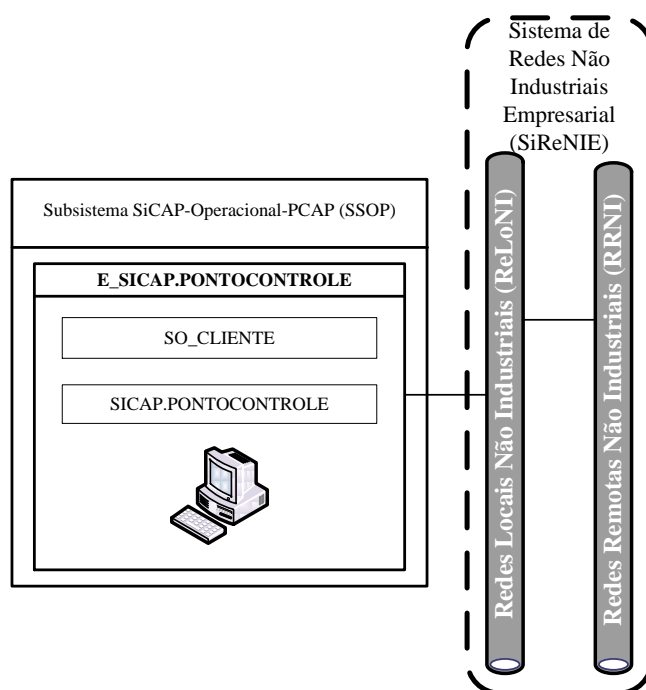 Sistema de
Redes Não
Industriais
Empresarial
(SiReNIE)
Subsistema SiCAP-Operacional-PCAP (SSOP)
E_SICAP.PONTOCONTROLE
SO_CLIENTE
SICAP.PONTOCONTROLE
Redes Locais Não Industriais (ReLoNI)
Redes Remotas Não Industriais (RRNI)